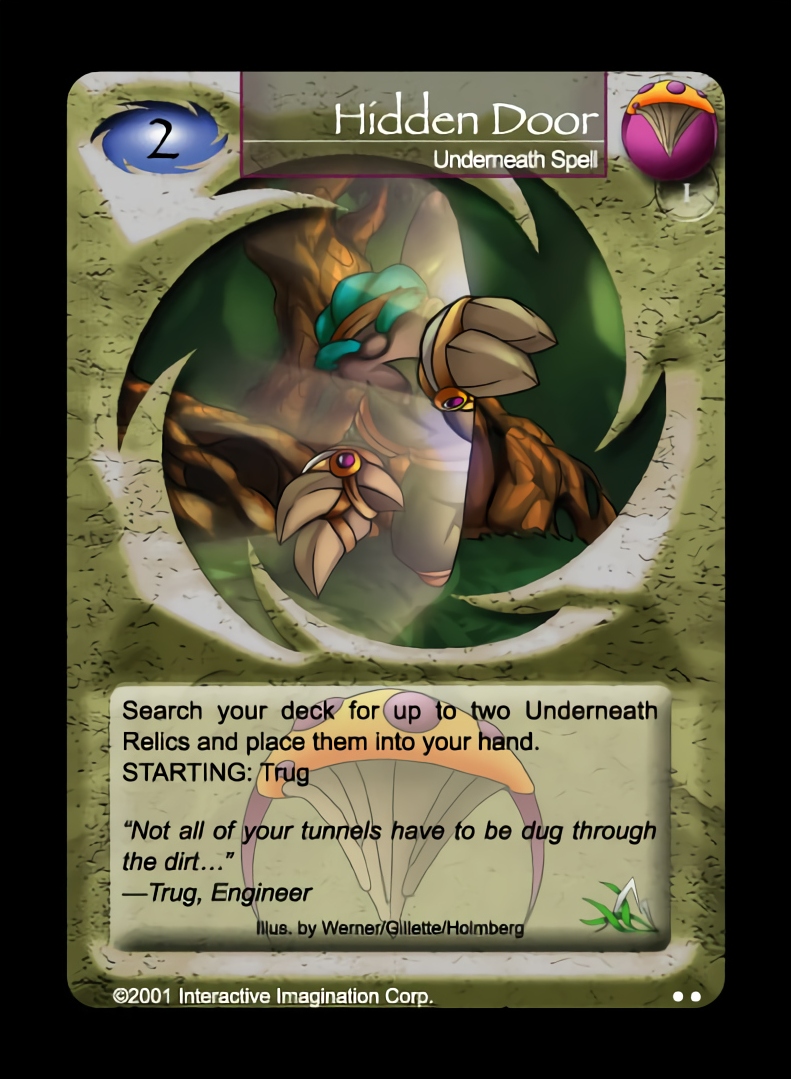 2
Hidden Door
Underneath Spell
1
Search your deck for up to two Underneath
Relics and place them into your hand.
STARTING: Trug
“Not all of your tunnels have to be dug through
the dirt...”
—Trug, Engineer
Illus. by Werner/Gillette/Holmberg
©2001 Interactive Imagination Corp.